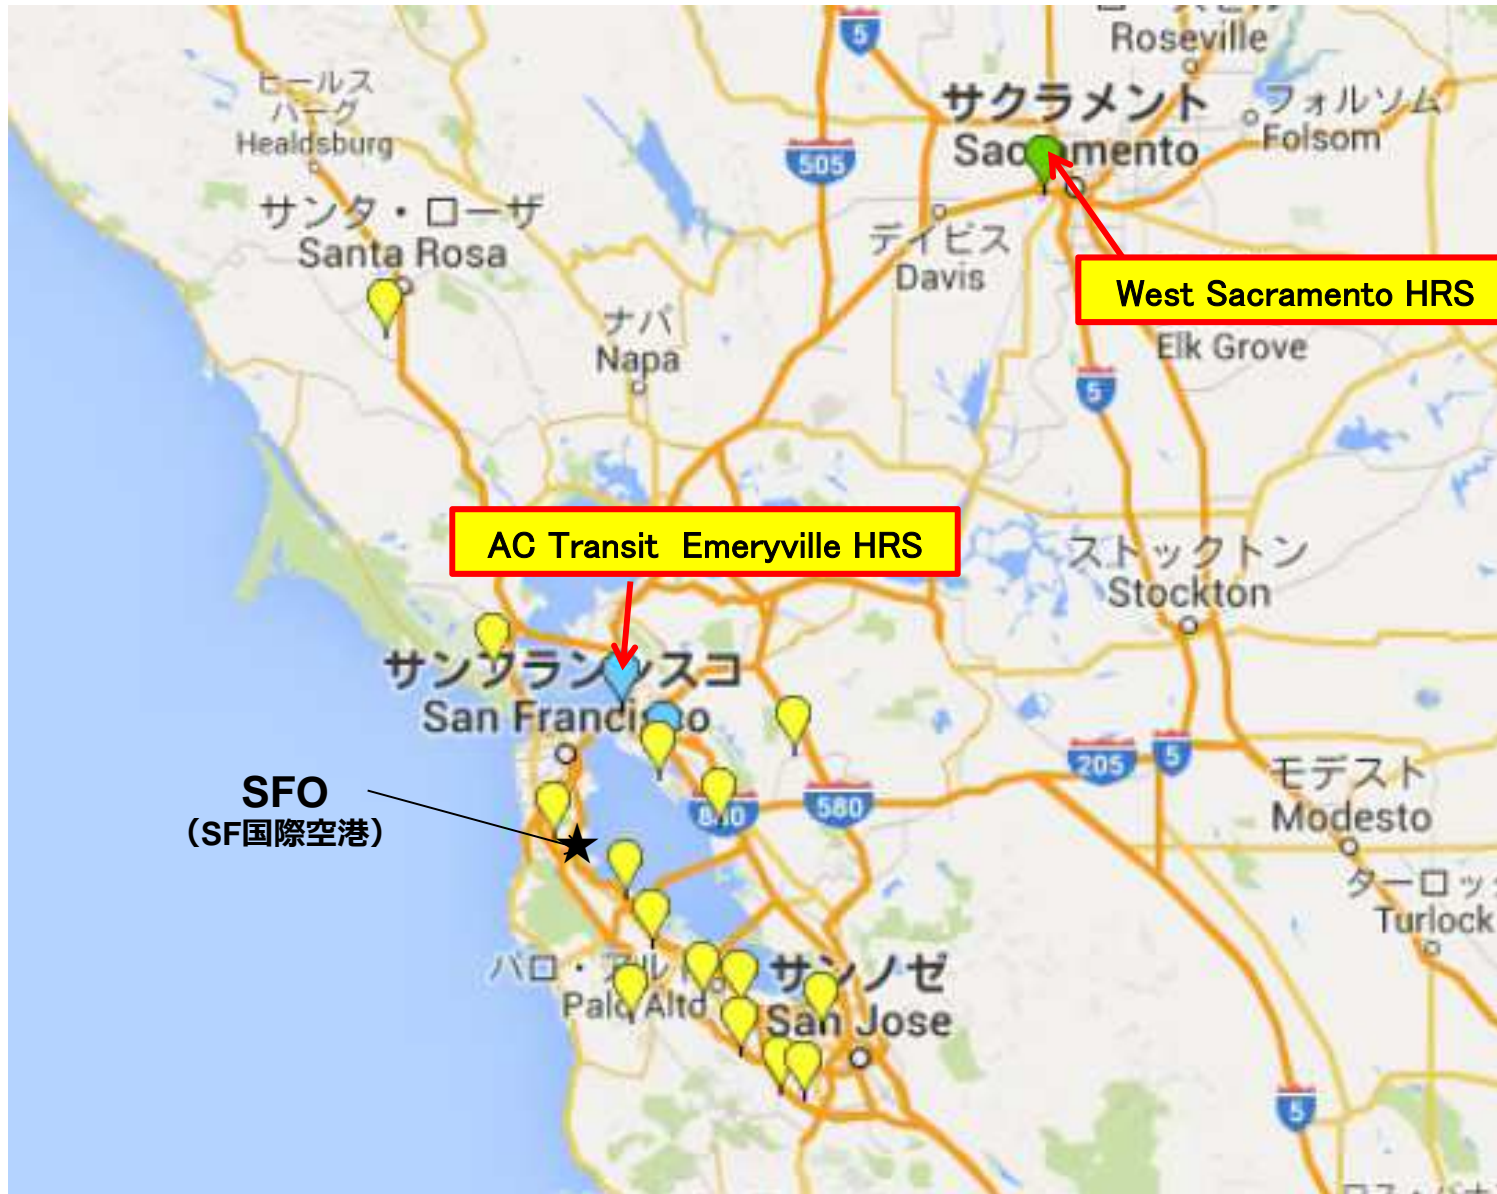 5
Roseville
ヒールス
ハーグ
Healdsburg
サクラメント
Sacramento
フォルソム
Folsom
505
サンタ・ローザ
Santa Rosa
デイビス
Davis
West Sacramento HRS
ナパ
Napa
Elk Grove
5
AC Transit Emeryville HRS
ストックトン
Stockton
サンフランシスコ
San Francisco
205
5
580
880
モデスト
Modesto
SFO
(SF国際空港)
ターロッ
Turlock
パロ・アルト
Palo Alto
サンノゼ
San Jose
5